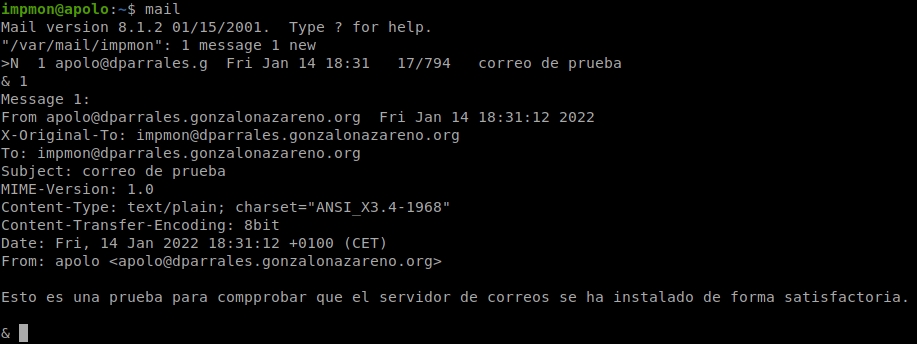 impmon@apolo:~$ mail
Mail version 8.1.2 01/15/2001.  Type ? for help.
"/var/mail/impmon": 1 message 1 new
>N  1 apolo@dparrales.g  Fri Jan 14 18:31   17/794   correo de prueba
& 1
Message 1:
From apolo@dparrales.gonzalonazareno.org  Fri Jan 14 18:31:12 2022
X-Original-To: impmon@dparrales.gonzalonazareno.org
To: impmon@dparrales.gonzalonazareno.org
Subject: correo de prueba
MIME-Version: 1.0
Content-Type: text/plain; charset="ANSI_X3.4-1968"
Content-Transfer-Encoding: 8bit
Date: Fri, 14 Jan 2022 18:31:12 +0100 (CET)
From: apolo <apolo@dparrales.gonzalonazareno.org>

Esto es una prueba para compprobar que el servidor de correos se ha instalado de forma satisfactoria.

&